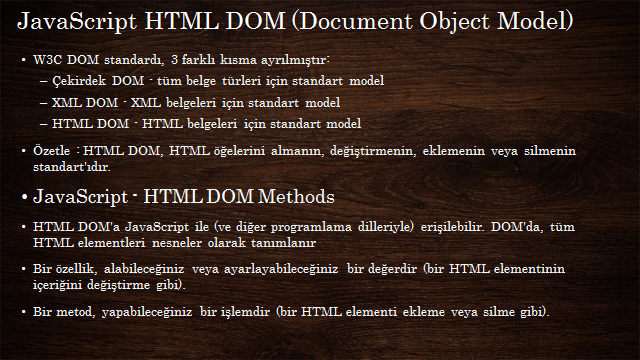 JavaScript HTML DOM (Document Object Model)
• W3C DOM standardı, 3 farklı kısma ayrılmıştır:
– Çekirdek DOM - tüm belge türleri için standart model
– XML DOM - XML belgeleri için standart model
– HTML DOM - HTML belgeleri için standart model
• Özetle : HTML DOM, HTML öğelerini almanın, değiştirmenin, eklemenin veya silmenin
standart'ıdır.
• JavaScript - HTML DOM Methods
• HTML DOM'a JavaScript ile (ve diğer programlama dilleriyle) erişilebilir. DOM'da, tüm
HTML elementleri nesneler olarak tanımlanır
• Bir özellik, alabileceğiniz veya ayarlayabileceğiniz bir değerdir (bir HTML elementinin
içeriğini değiştirme gibi).
• Bir metod, yapabileceğiniz bir işlemdir (bir HTML elementi ekleme veya silme gibi).